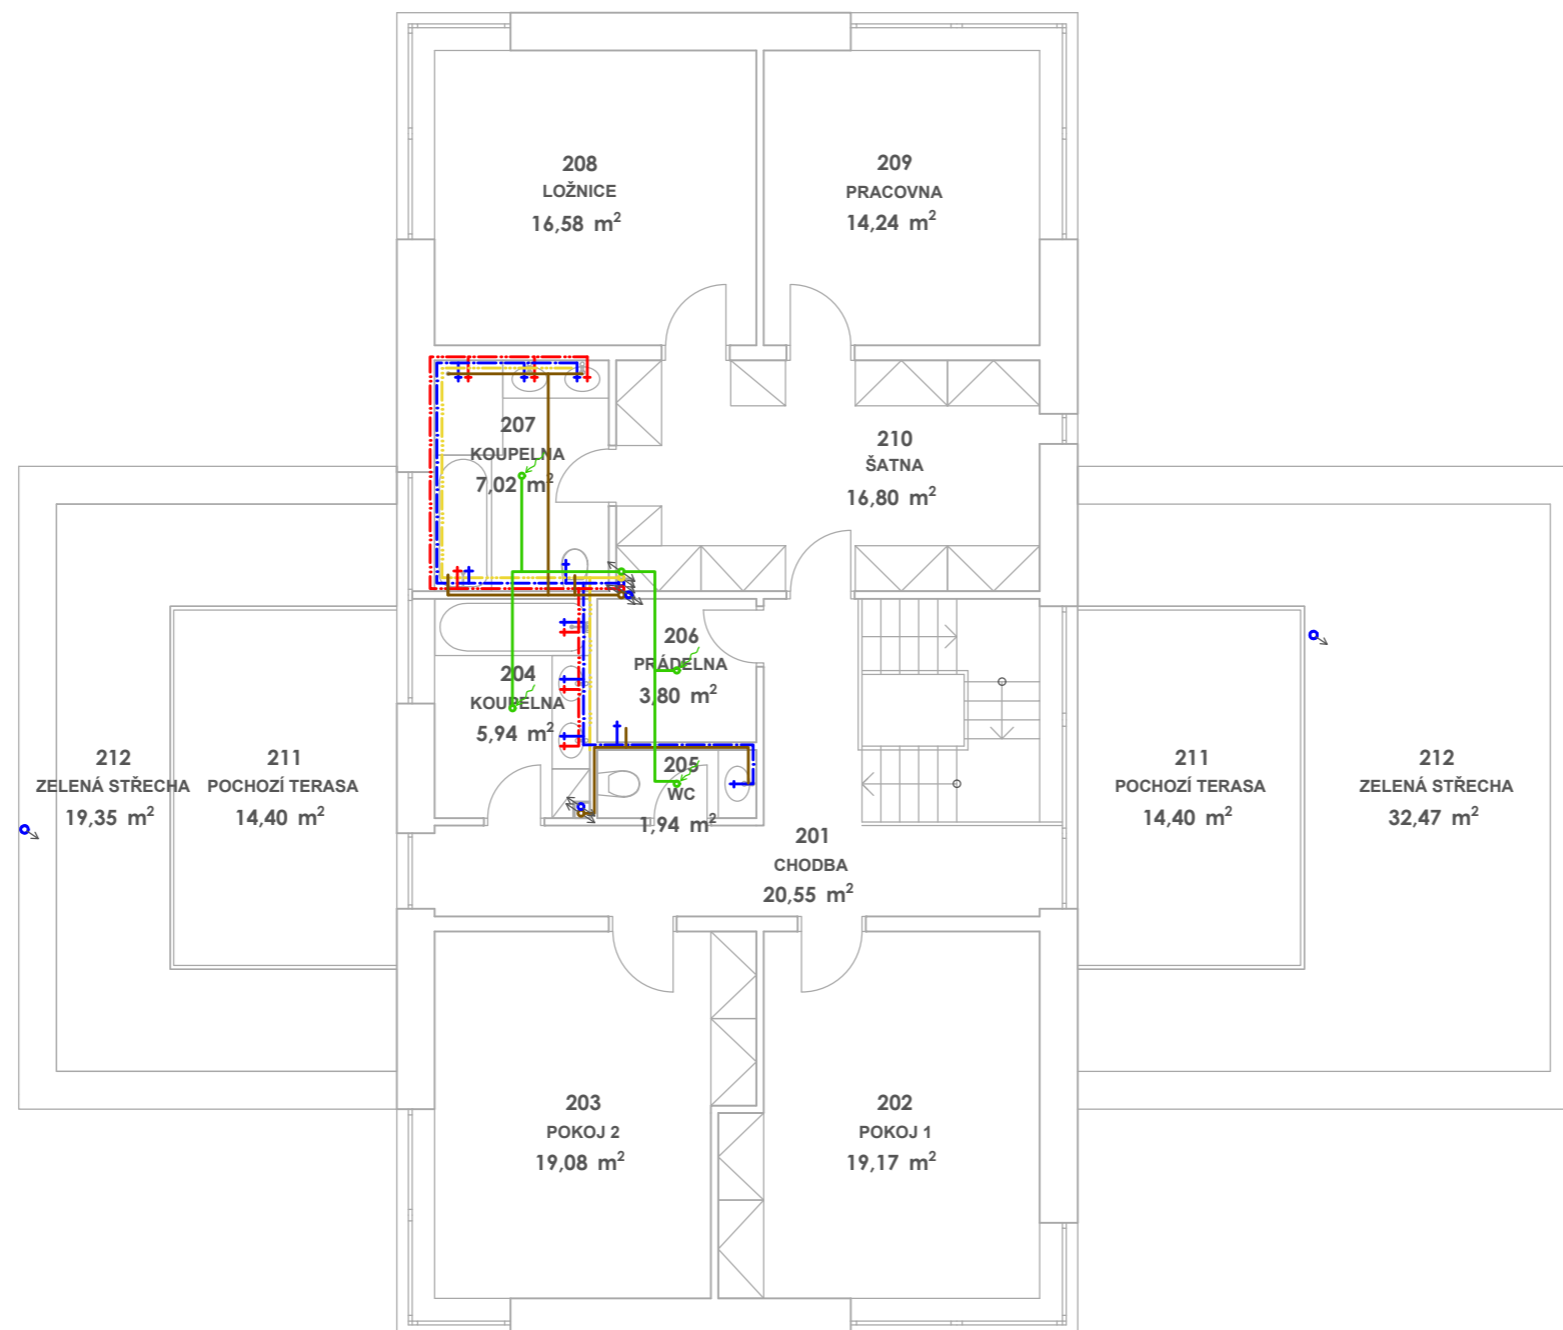 208
LOŽNICE
16,58 m²
209
PRACOVNA
14,24 m²
207
KOUPELNA
7,02 m²
210
ŠATNA
16,80 m²
206
PRÁDELNA
3,80 m²
204
KOUPELNA
5,94 m²
205
WC
1,94 m²
212
ZELENÁ STŘECHA
19,35 m²
211
POCHOZÍ TERASA
14,40 m²
211
POCHOZÍ TERASA
14,40 m²
212
ZELENÁ STŘECHA
32,47 m²
201
CHODBA
20,55 m²
203
POKOJ 2
19,08 m²
202
POKOJ 1
19,17 m²